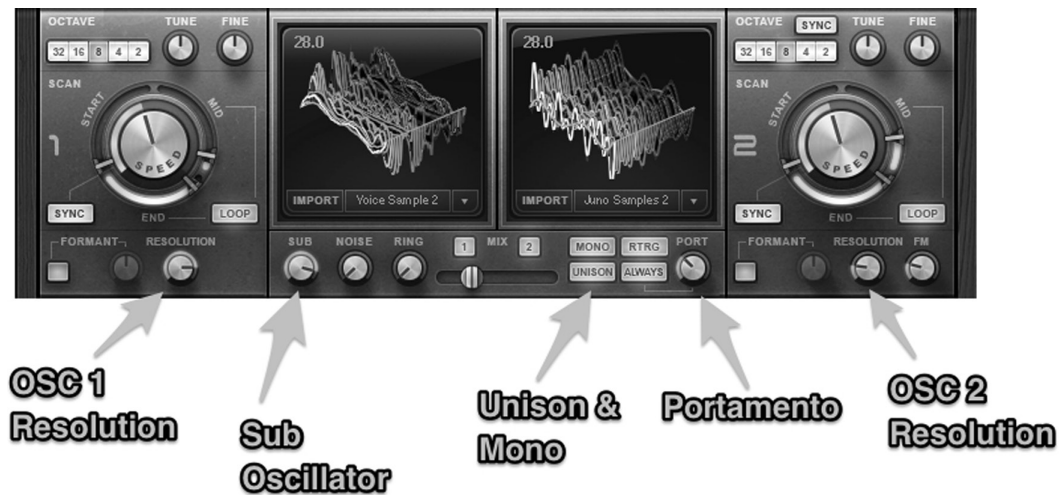 OCTAVE TUNE FINE
32 16 8 4 2
SCAN
START
MID
1
SPEED
SYNC
END
LOOP
FORMANT RESOLUTION
28.0
IMPORT Voice Sample 2
28.0
IMPORT Juno Samples 2
SUB NOISE RING 1 MIX 2 MONO RTRG PORT
UNISON ALWAYS
OCTAVE SYNC TUNE FINE
32 16 8 4 2
SCAN
START
MID
2
SPEED
SYNC
END
LOOP
FORMANT RESOLUTION FM
OSC 1
Resolution
Sub
Oscillator
Unison &
Mono
Portamento
OSC 2
Resolution